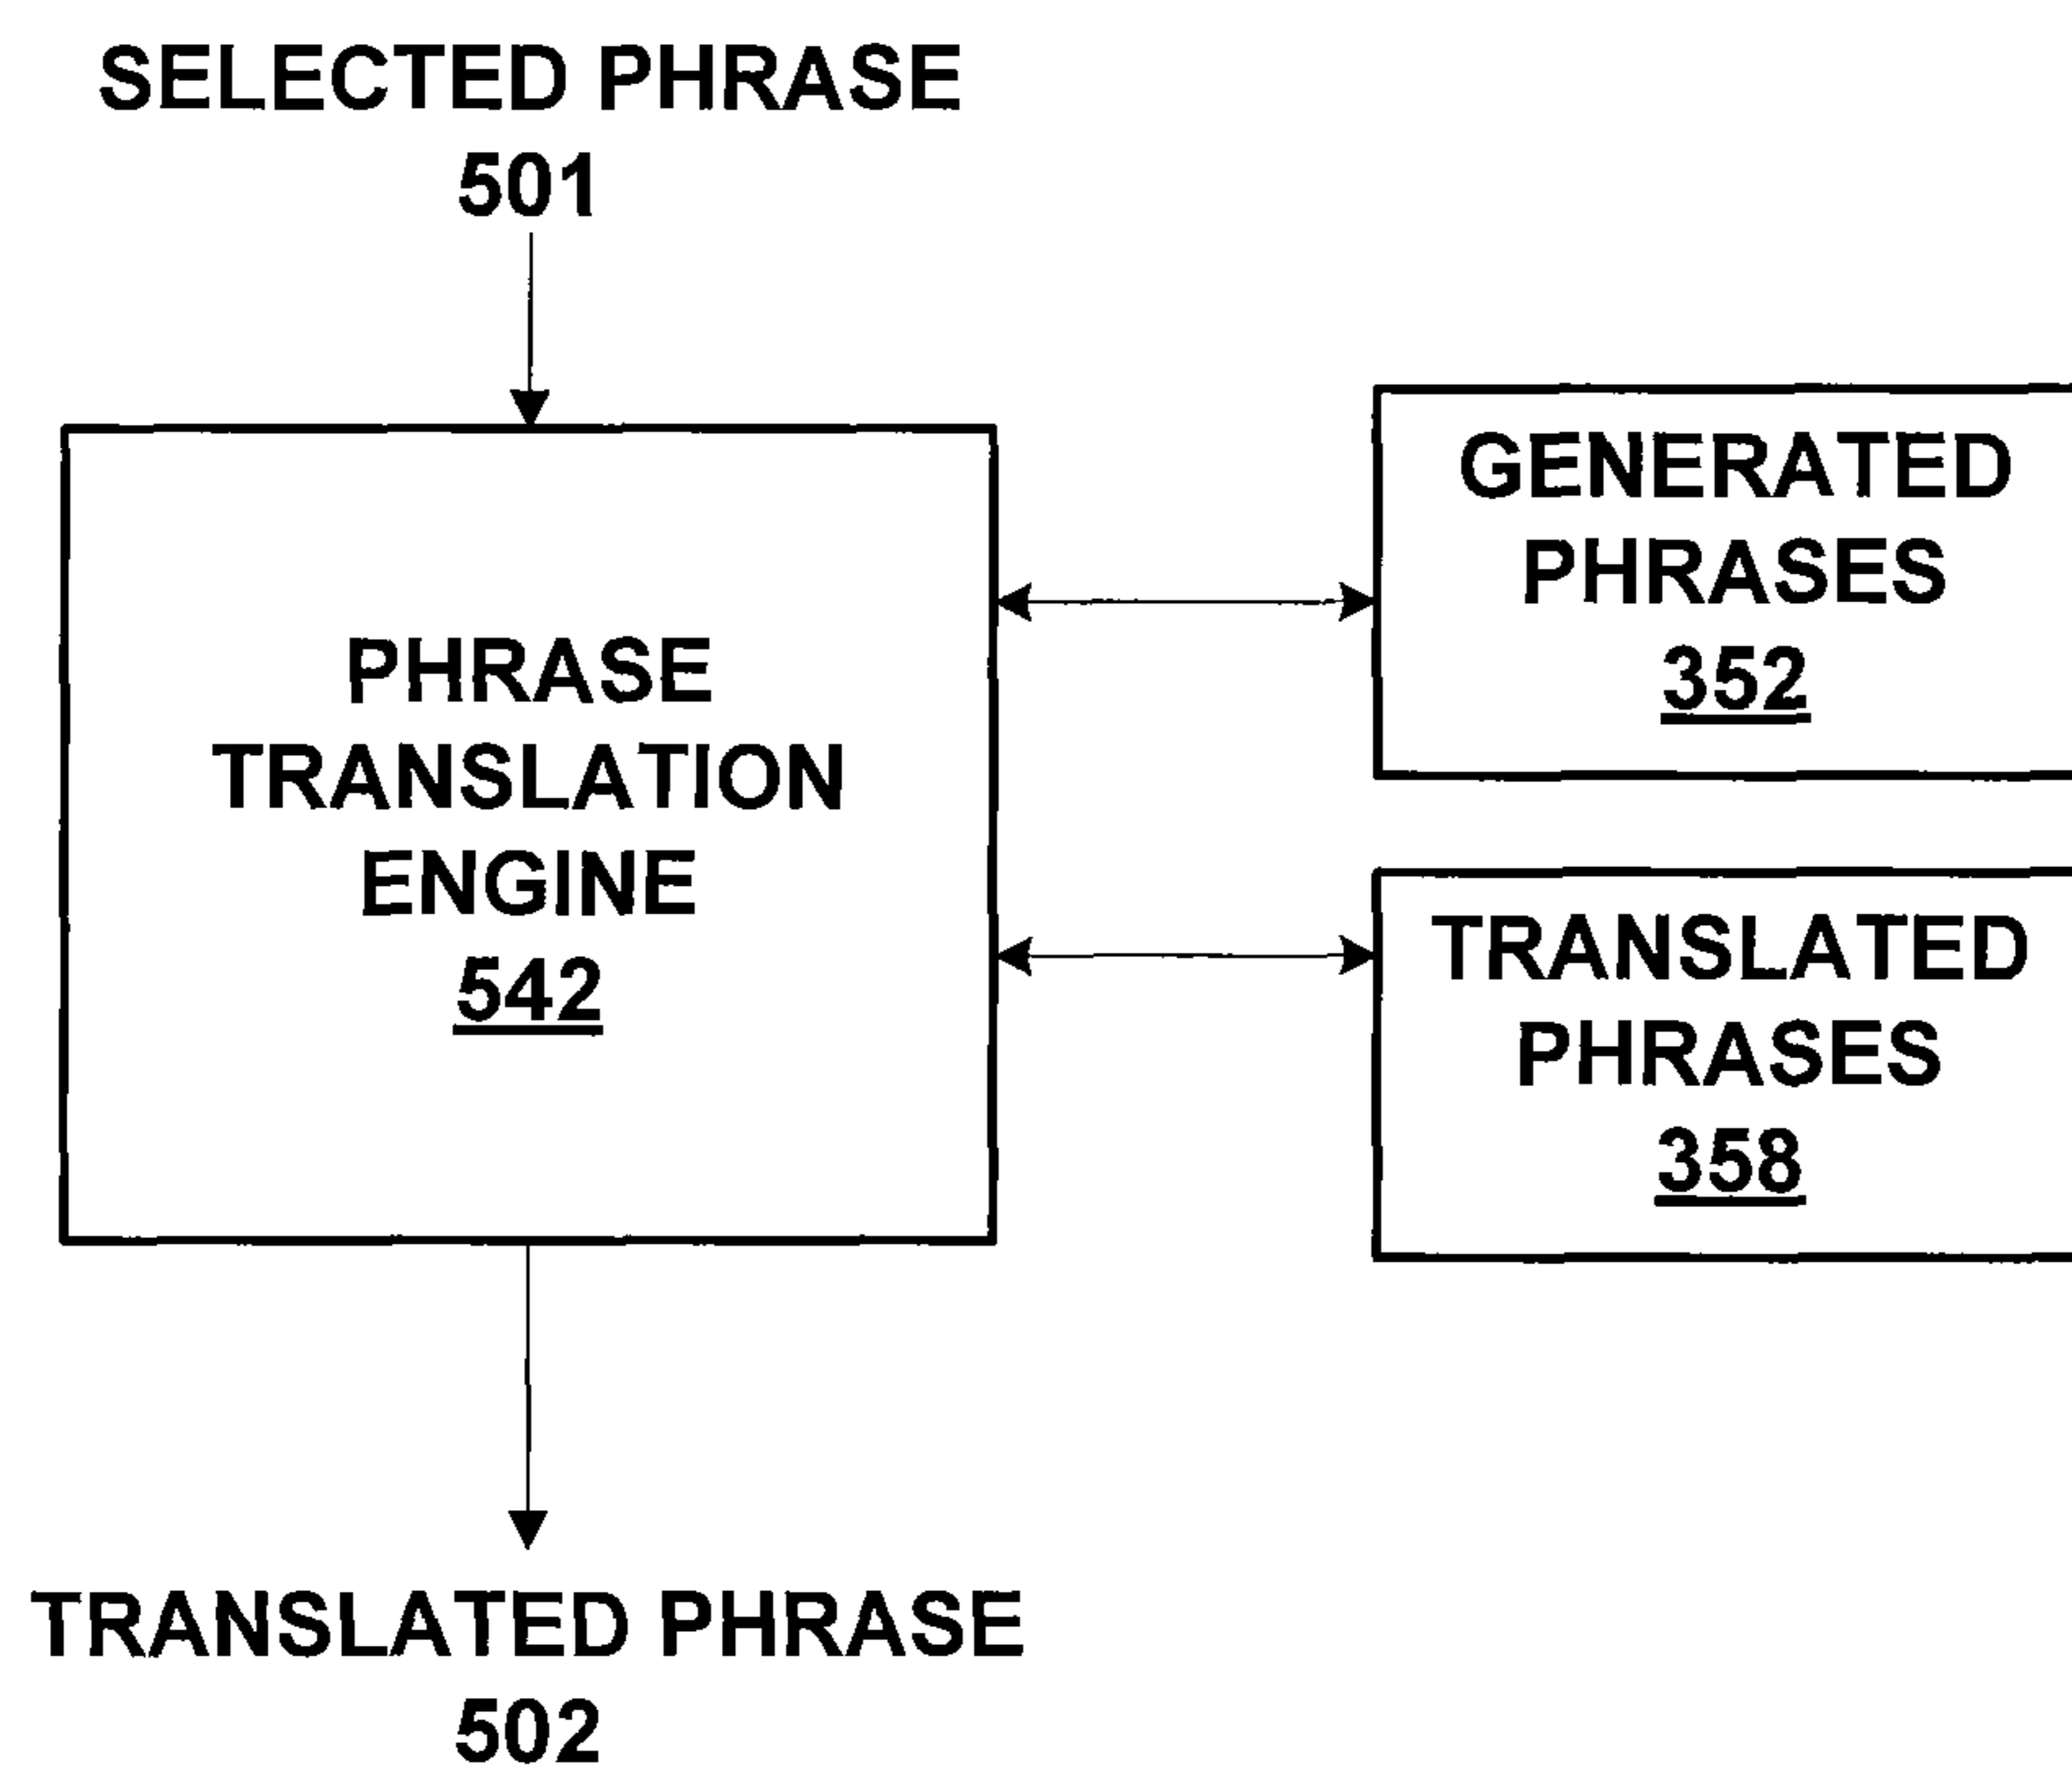 SELECTED PHRASE
501
PHRASE
TRANSLATION
ENGINE
542
GENERATED
PHRASES
352
TRANSLATED
PHRASES
358
TRANSLATED PHRASE
502